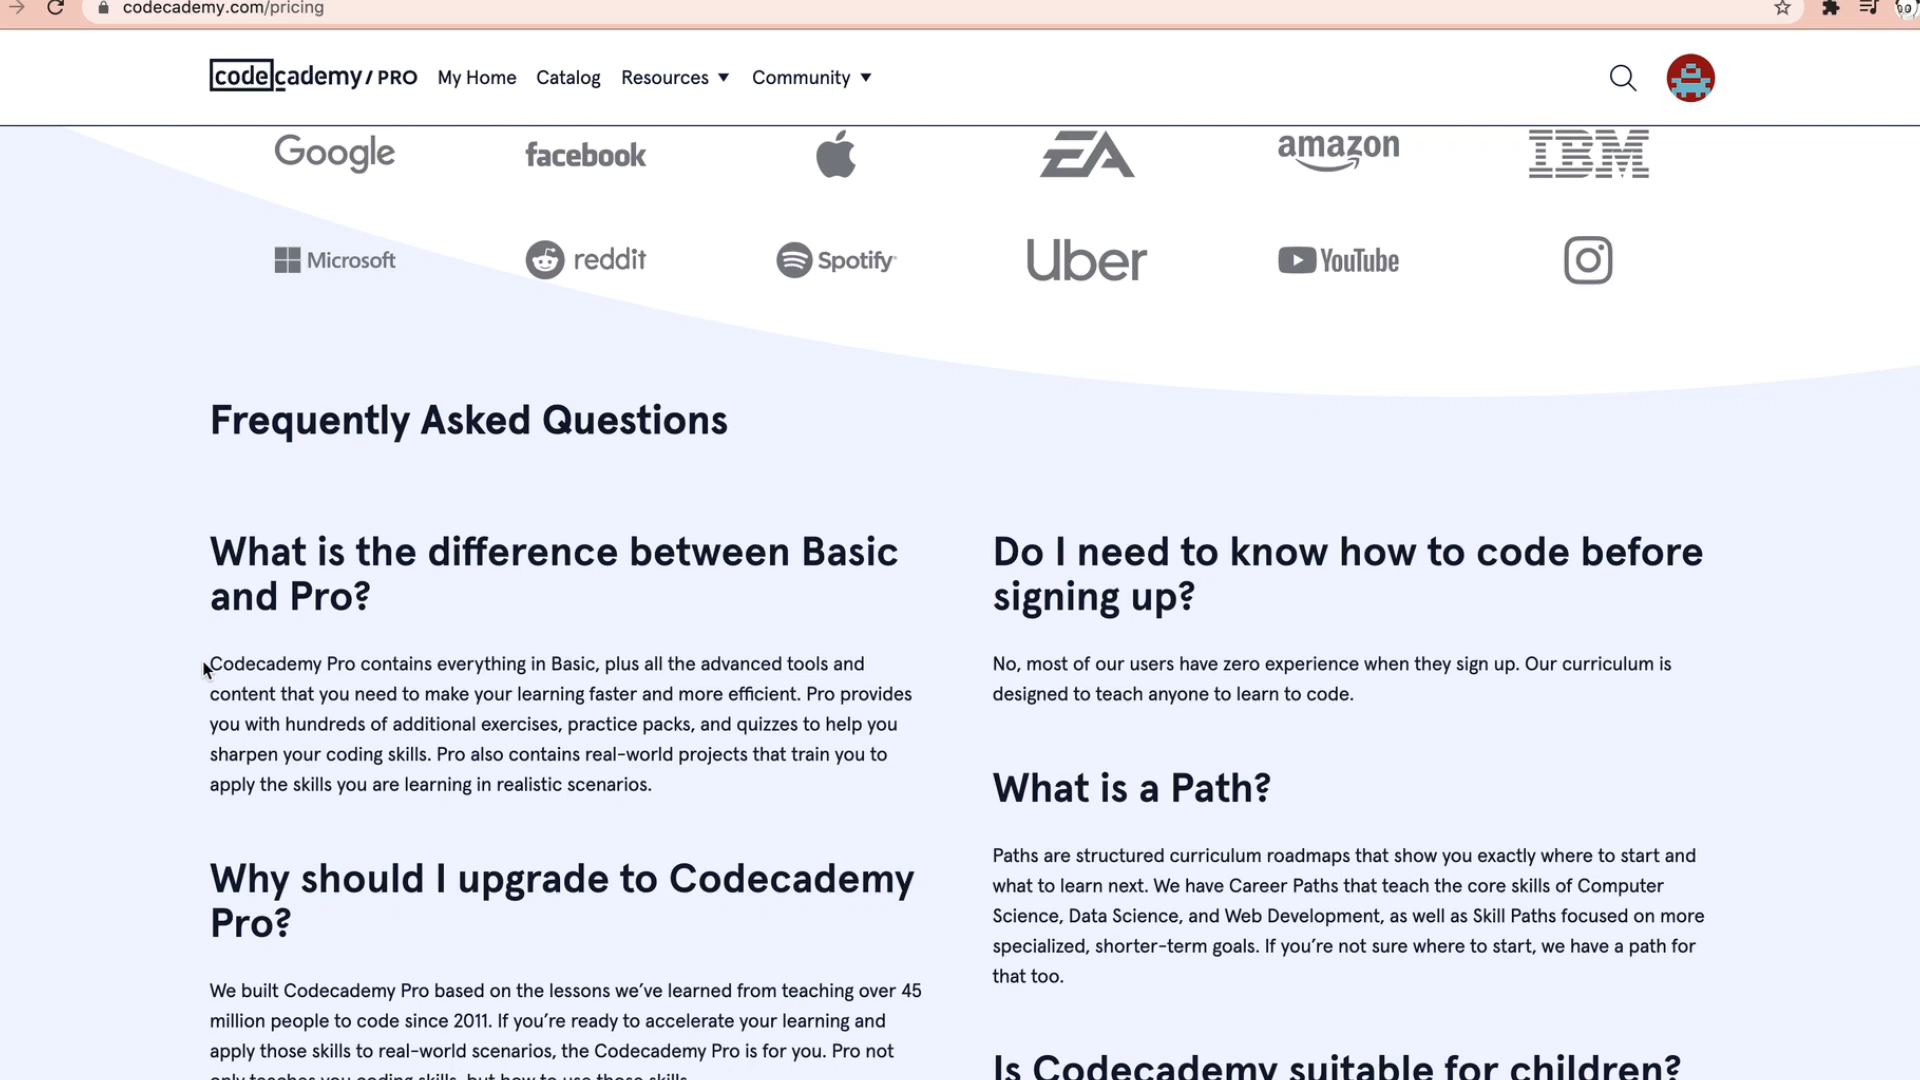 codecademy.com/pricing
codecademy / PRO My Home Catalog Resources Community
Google facebook EA amazon IBM
Microsoft reddit Spotify Uber YouTube
Frequently Asked Questions
What is the difference between Basic
and Pro?
Codecademy Pro contains everything in Basic, plus all the advanced tools and
content that you need to make your learning faster and more efficient. Pro provides
you with hundreds of additional exercises, practice packs, and quizzes to help you
sharpen your coding skills. Pro also contains real-world projects that train you to
apply the skills you are learning in realistic scenarios.
Why should I upgrade to Codecademy
Pro?
We built Codecademy Pro based on the lessons we’ve learned from teaching over 45
million people to code since 2011. If you’re ready to accelerate your learning and
apply those skills to real-world scenarios, the Codecademy Pro is for you. Pro not
only teaches you coding skills, but how to use those skills
Do I need to know how to code before
signing up?
No, most of our users have zero experience when they sign up. Our curriculum is
designed to teach anyone to learn to code.
What is a Path?
Paths are structured curriculum roadmaps that show you exactly where to start and
what to learn next. We have Career Paths that teach the core skills of Computer
Science, Data Science, and Web Development, as well as Skill Paths focused on more
specialized, shorter-term goals. If you’re not sure where to start, we have a path for
that too.
Is Codecademy suitable for children?